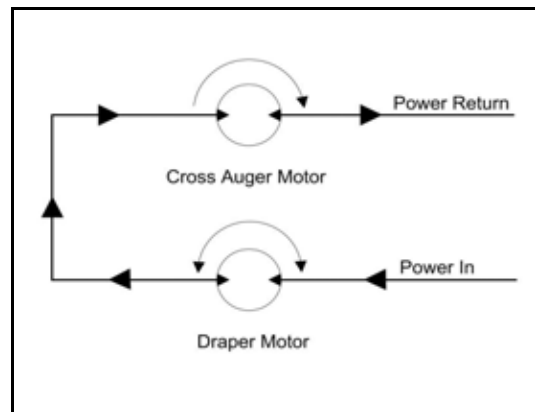 Power Return
Cross Auger Motor
Power In
Draper Motor